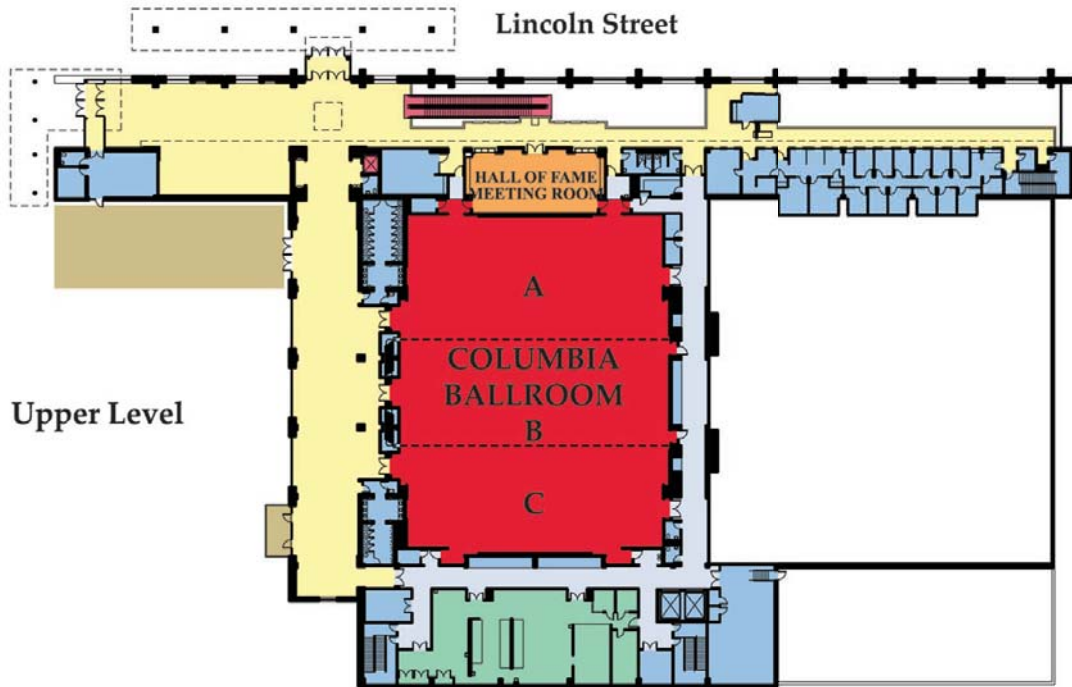 Lincoln Street
HALL OF FAME
MEETING ROOM
A
COLUMBIA
BALLROOM
B
Upper Level
C